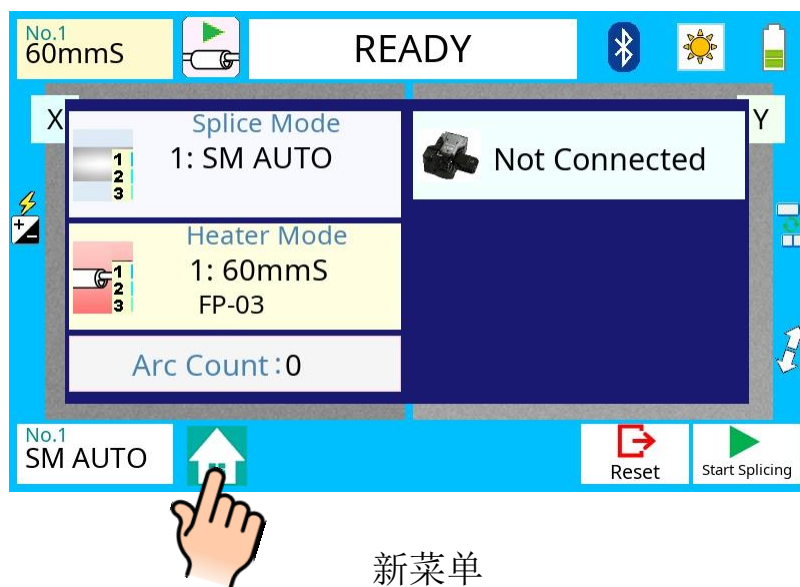 No.1
60mmS
READY
X
Y
Splice Mode
1: SM AUTO
1
2
3
Not Connected
Heater Mode
1: 60mmS
FP-03
1
2
3
Arc Count:0
No.1
SM AUTO
Reset
Start Splicing
新菜单